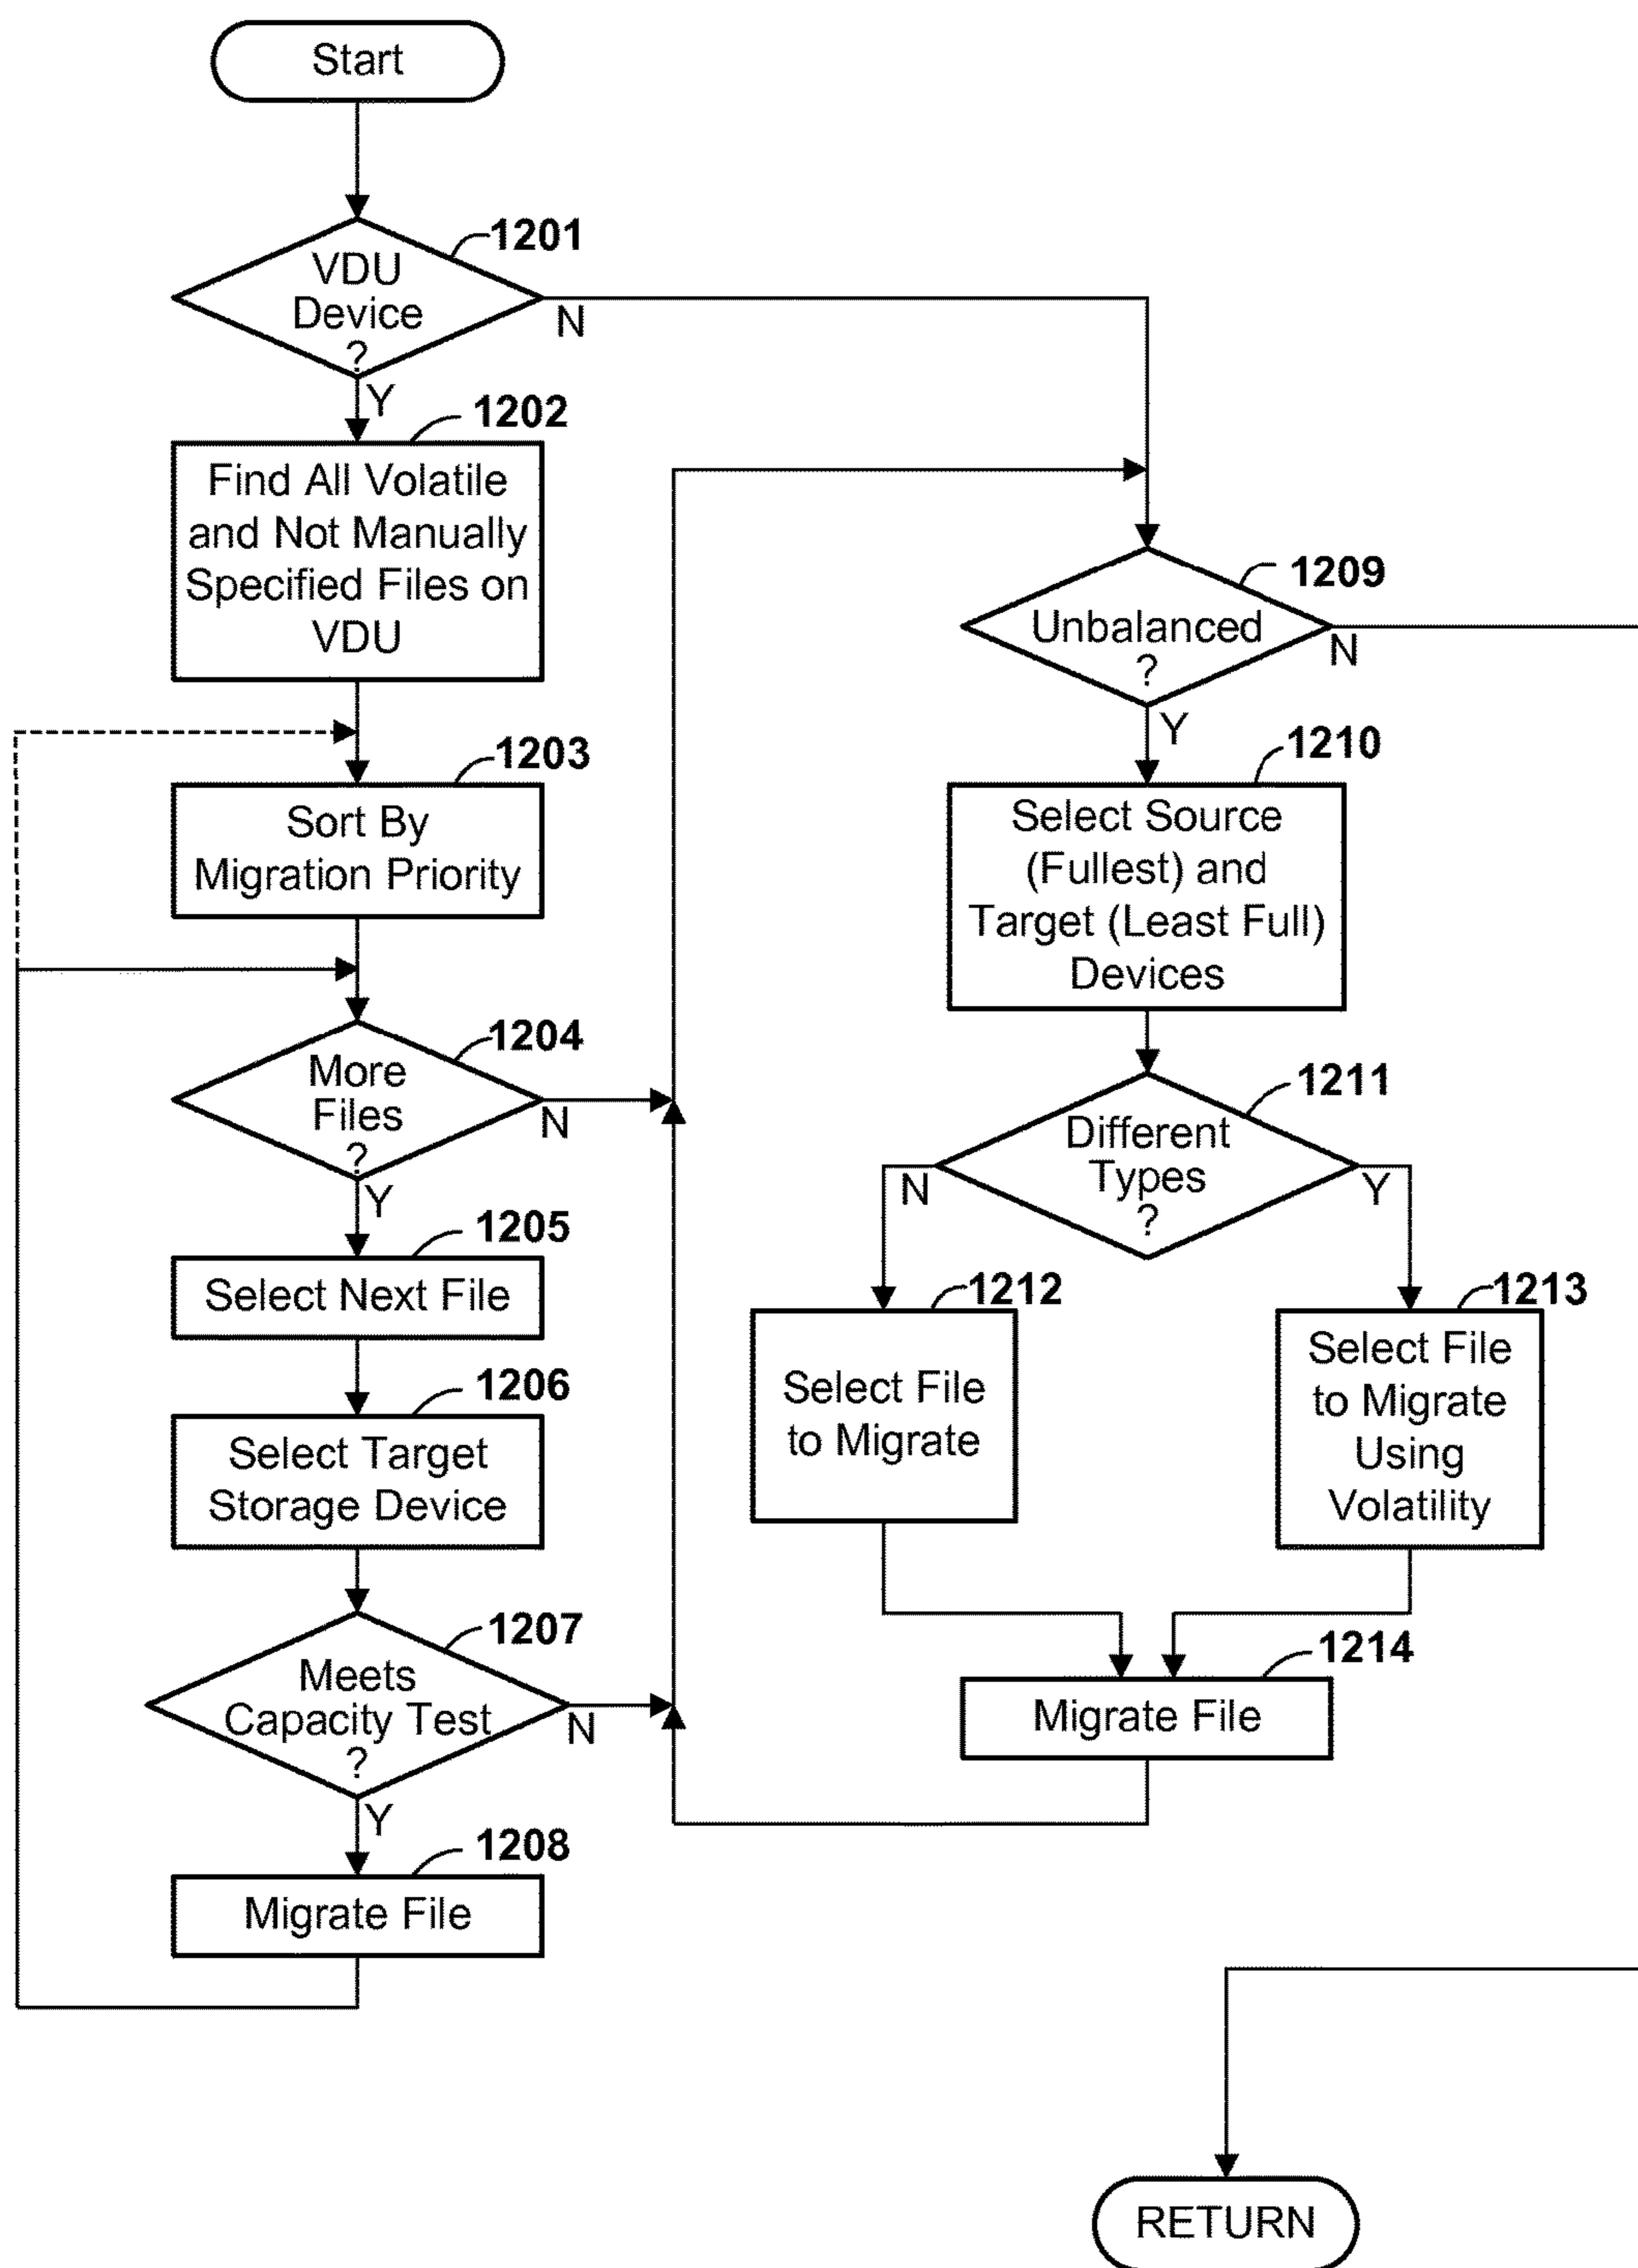 Start
1201
VDU
Device
?
N
Y
1202
Find All Volatile
and Not Manually
Specified Files on
VDU
1203
Sort By
Migration Priority
1204
More
Files
?
N
Y
1205
Select Next File
1206
Select Target
Storage Device
1207
Meets
Capacity Test
?
N
Y
1208
Migrate File
1209
Unbalanced
?
N
Y
1210
Select Source
(Fullest) and
Target (Least Full)
Devices
1211
Different
Types
?
N
Y
1212
Select File
to Migrate
1213
Select File
to Migrate
Using
Volatility
1214
Migrate File
RETURN